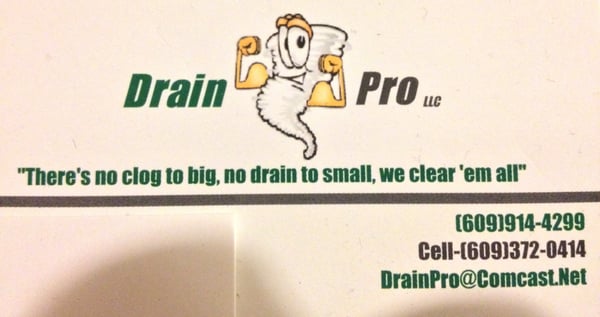 Drain Pro LLC
"There's no clog to big, no drain to small, we clear 'em all"
(609)914-4299
Cell-(609)372-0414
DrainPro@Comcast.Net